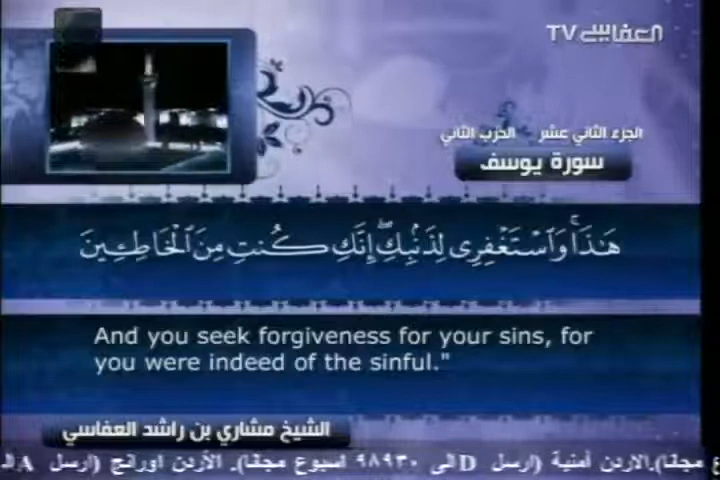 العفاسي TV
الجزء الثاني عشر الحزب الثاني
سورة يوسف
هَٰذَا ۚ وَاسْتَغْفِرِي لِذَنبِكِ ۖ إِنَّكِ كُنتِ مِنَ الْخَاطِئِينَ
And you seek forgiveness for your sins, for
you were indeed of the sinful."
الشيخ مشاري بن راشد العفاسي
ع مجانا).الاردن أمنية (ارسل D الى ٩٨٩٣٠ اسبوع مجانا). الأردن اورانج (ارسل A الـ